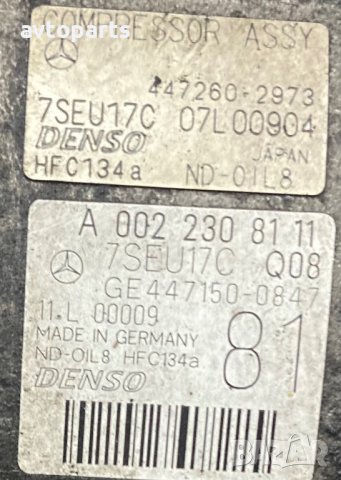 avtoparts
COMPRESSOR ASSY
447260-2973
7SEU17C 07L00904
DENSO JAPAN
HFC134a ND-OIL8
A 002 230 81 11
7SEU17C Q08
GE447150-0847
11.L 00009
MADE IN GERMANY
ND-OIL8 HFC134a
81
DENSO
BAZAR